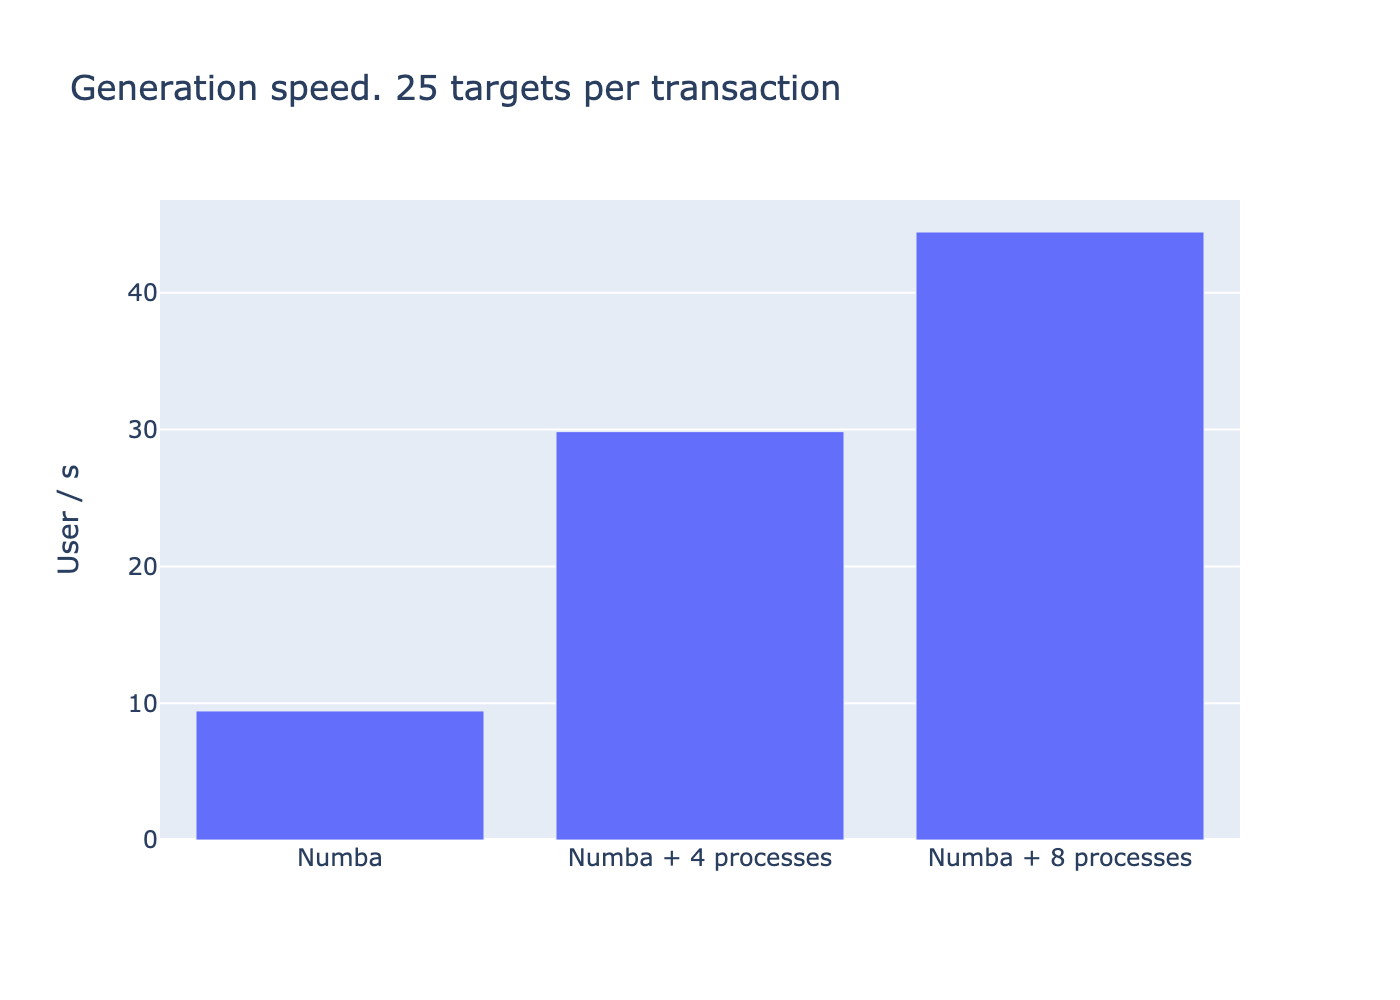 Generation speed. 25 targets per transaction
User / s
40
30
20
10
0
Numba
Numba + 4 processes
Numba + 8 processes